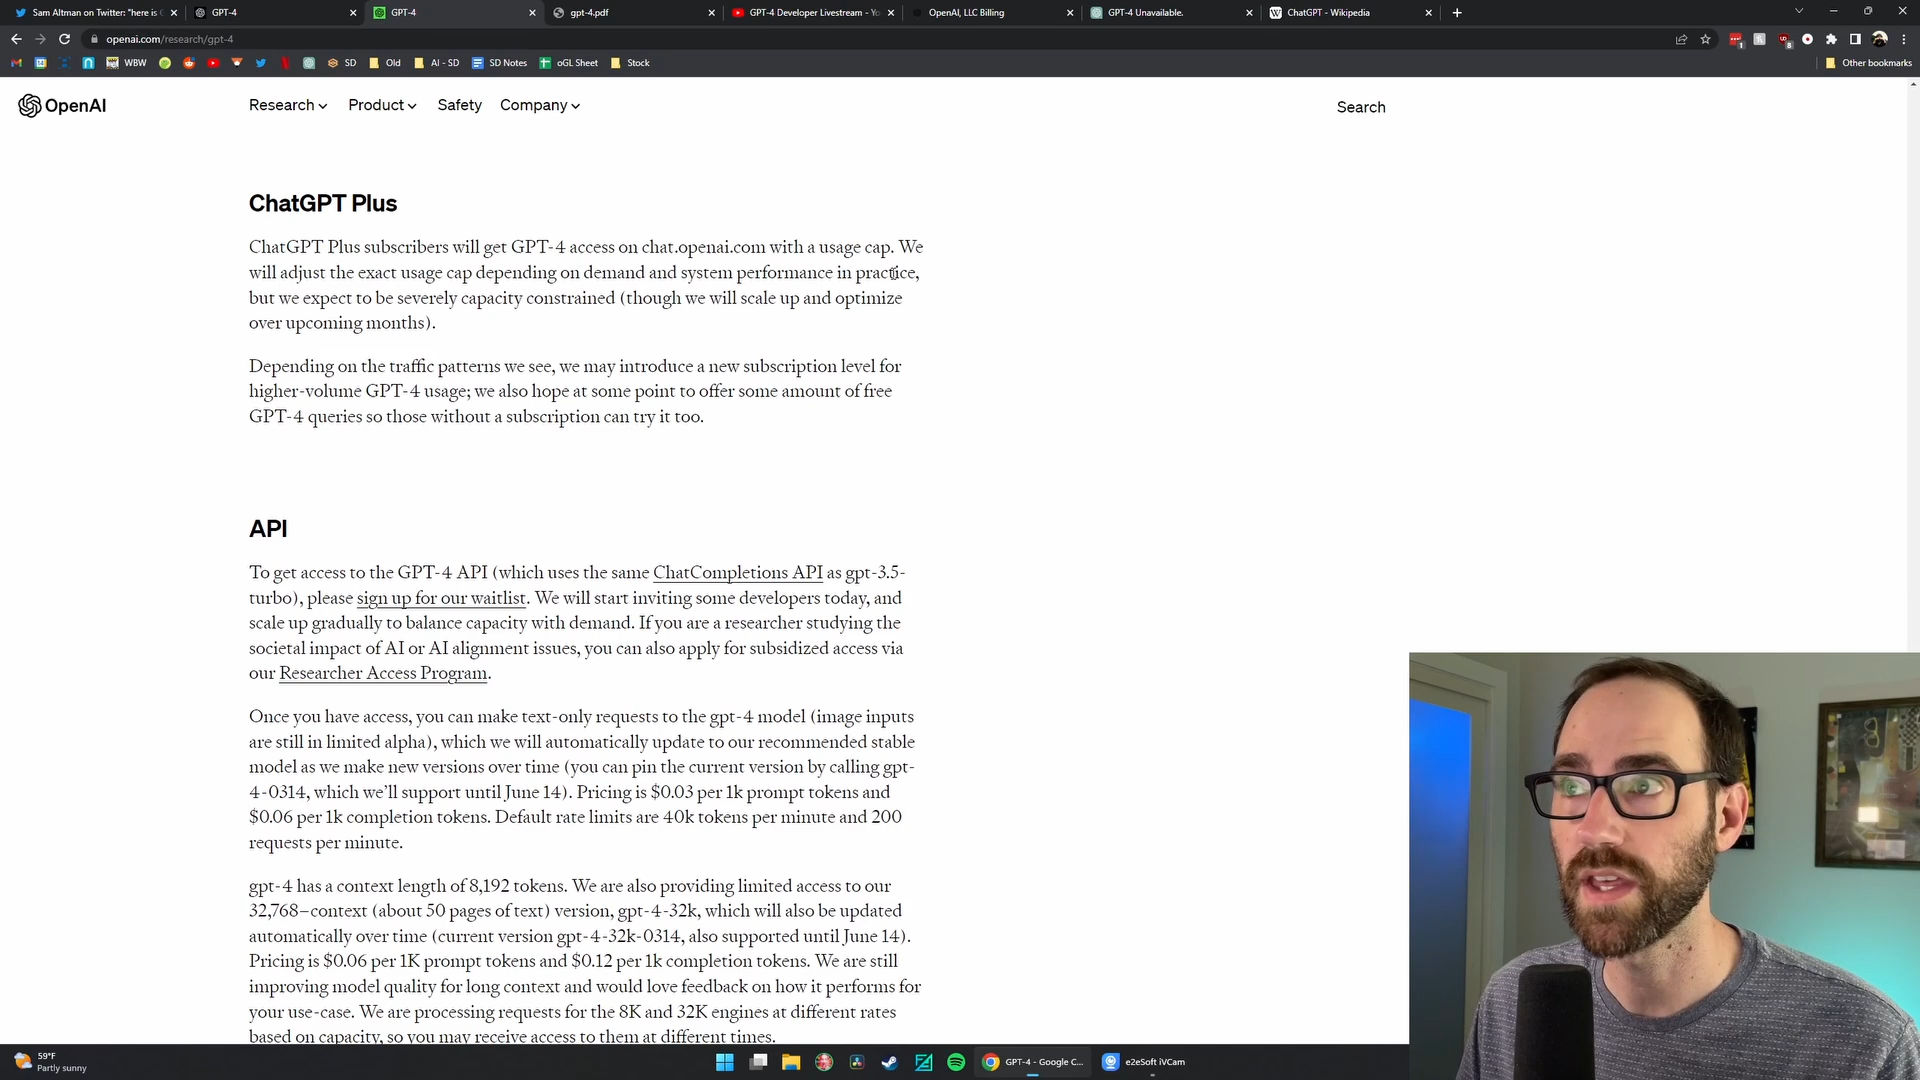 Sam Altman on Twitter: "here is
GPT-4
GPT-4
gpt-4.pdf
GPT-4 Developer Livestream - Yo
OpenAI, LLC Billing
GPT-4 Unavailable.
ChatGPT - Wikipedia
openai.com/research/gpt-4
WBW
SD
Old
AI - SD
SD Notes
oGL Sheet
Stock
Other bookmarks
OpenAI
Research
Product
Safety
Company
Search
ChatGPT Plus
ChatGPT Plus subscribers will get GPT-4 access on chat.openai.com with a usage cap. We
will adjust the exact usage cap depending on demand and system performance in practice,
but we expect to be severely capacity constrained (though we will scale up and optimize
over upcoming months).
Depending on the traffic patterns we see, we may introduce a new subscription level for
higher-volume GPT-4 usage; we also hope at some point to offer some amount of free
GPT-4 queries so those without a subscription can try it too.
API
To get access to the GPT-4 API (which uses the same ChatCompletions API as gpt-3.5-
turbo), please sign up for our waitlist. We will start inviting some developers today, and
scale up gradually to balance capacity with demand. If you are a researcher studying the
societal impact of AI or AI alignment issues, you can also apply for subsidized access via
our Researcher Access Program.
Once you have access, you can make text-only requests to the gpt-4 model (image inputs
are still in limited alpha), which we will automatically update to our recommended stable
model as we make new versions over time (you can pin the current version by calling gpt-
4-0314, which we'll support until June 14). Pricing is $0.03 per 1k prompt tokens and
$0.06 per 1k completion tokens. Default rate limits are 40k tokens per minute and 200
requests per minute.
gpt-4 has a context length of 8,192 tokens. We are also providing limited access to our
32,768–context (about 50 pages of text) version, gpt-4-32k, which will also be updated
automatically over time (current version gpt-4-32k-0314, also supported until June 14).
Pricing is $0.06 per 1K prompt tokens and $0.12 per 1k completion tokens. We are still
improving model quality for long context and would love feedback on how it performs for
your use-case. We are processing requests for the 8K and 32K engines at different rates
based on capacity, so you may receive access to them at different times.
59°F
Partly sunny
GPT-4 - Google C...
e2eSoft iVCam